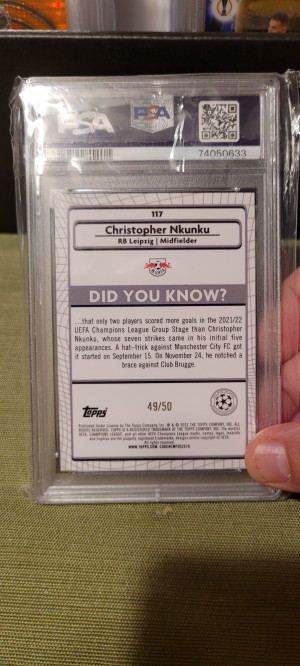 PSA
PSA
74050633
117
Christopher Nkunku
RB Leipzig | Midfielder
DID YOU KNOW?
...that only two players scored more goals in the 2021/22
UEFA Champions League Group Stage than Christopher
Nkunku, whose seven strikes came in his initial five
appearances. A hat-trick against Manchester City FC got
it started on September 15. On November 24, he notched a
brace against Club Brugge.
Topps
49/50